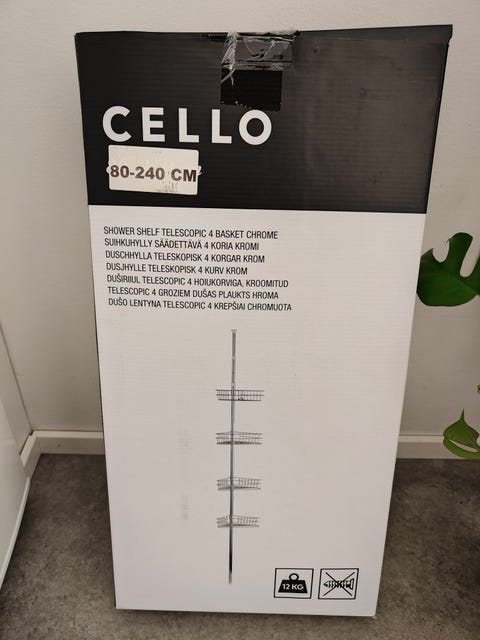 CELLO
80-240 CM
SHOWER SHELF TELESCOPIC 4 BASKET CHROME
SUIHKUHYLLY SÄÄDETTÄVÄ 4 KORIA KROMI
DUSCHHYLLA TELESKOPISK 4 KORGAR KROM
DUSJHYLLE TELESKOPISK 4 KURV KROM
DUŠIRIIUL TELESCOPIC 4 HOIUKORVIGA, KROOMITUD
TELESCOPIC 4 GROZIEM DUŠAS PLAUKTS HROMA
DUŠO LENTYNA TELESCOPIC 4 KREPŠIAI CHROMUOTA
12 KG